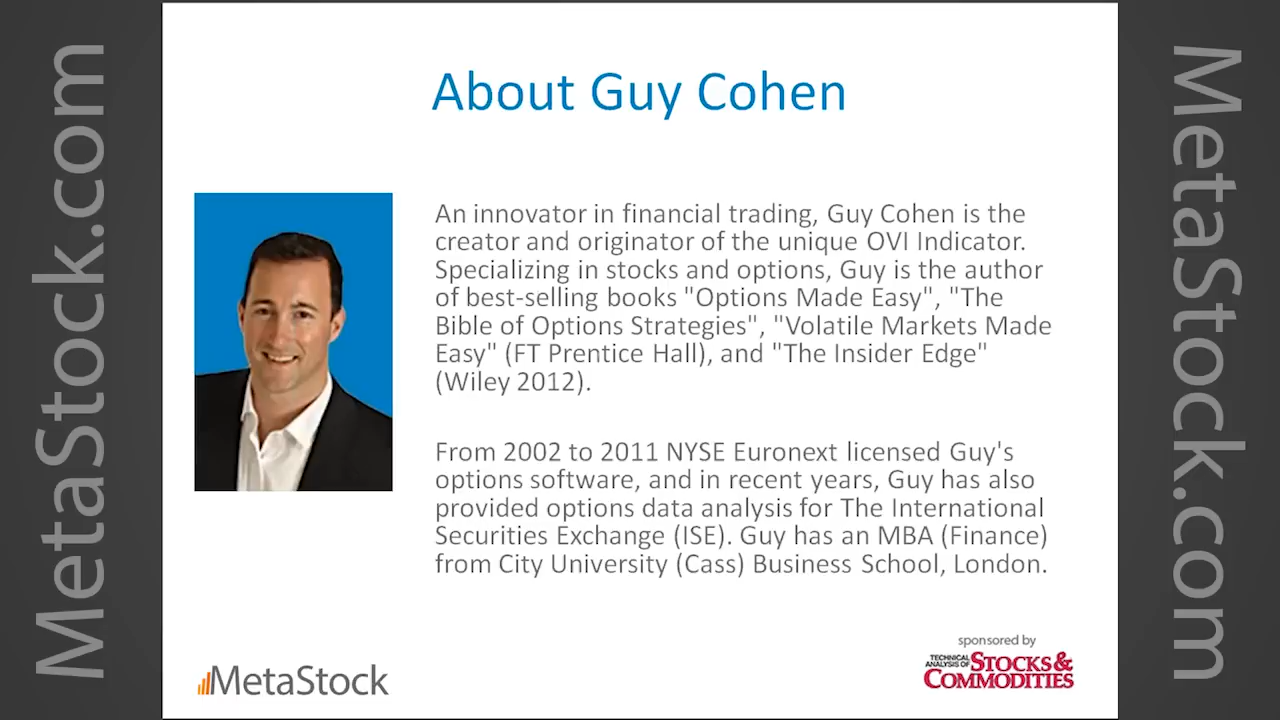 MetaStock.com
About Guy Cohen
An innovator in financial trading, Guy Cohen is the
creator and originator of the unique OVI Indicator.
Specializing in stocks and options, Guy is the author
of best-selling books "Options Made Easy", "The
Bible of Options Strategies", "Volatile Markets Made
Easy" (FT Prentice Hall), and "The Insider Edge"
(Wiley 2012).
From 2002 to 2011 NYSE Euronext licensed Guy's
options software, and in recent years, Guy has also
provided options data analysis for The International
Securities Exchange (ISE). Guy has an MBA (Finance)
from City University (Cass) Business School, London.
MetaStock
sponsored by
TECHNICAL
ANALYSIS OF STOCKS &
COMMODITIES
MetaStock.com